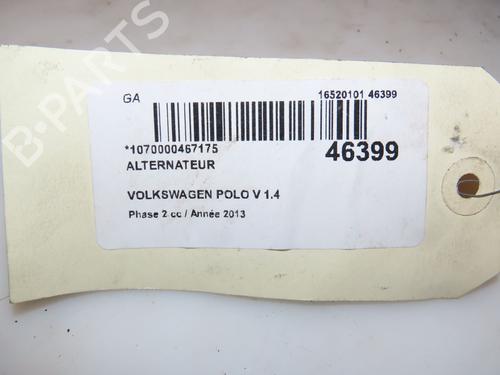 B-PARTS
GA
16520101 46399
*1070000467175
46399
ALTERNATEUR
VOLKSWAGEN POLO V 1.4
Phase 2 cc / Année 2013